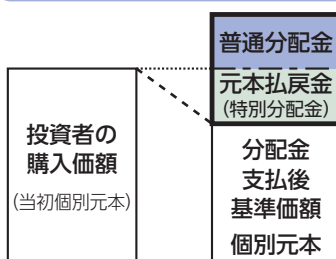 普通分配金
元本払戻金
(特別分配金)
投資者の
購入価額
(当初個別元本)
分配金
支払後
基準価額
個別元本